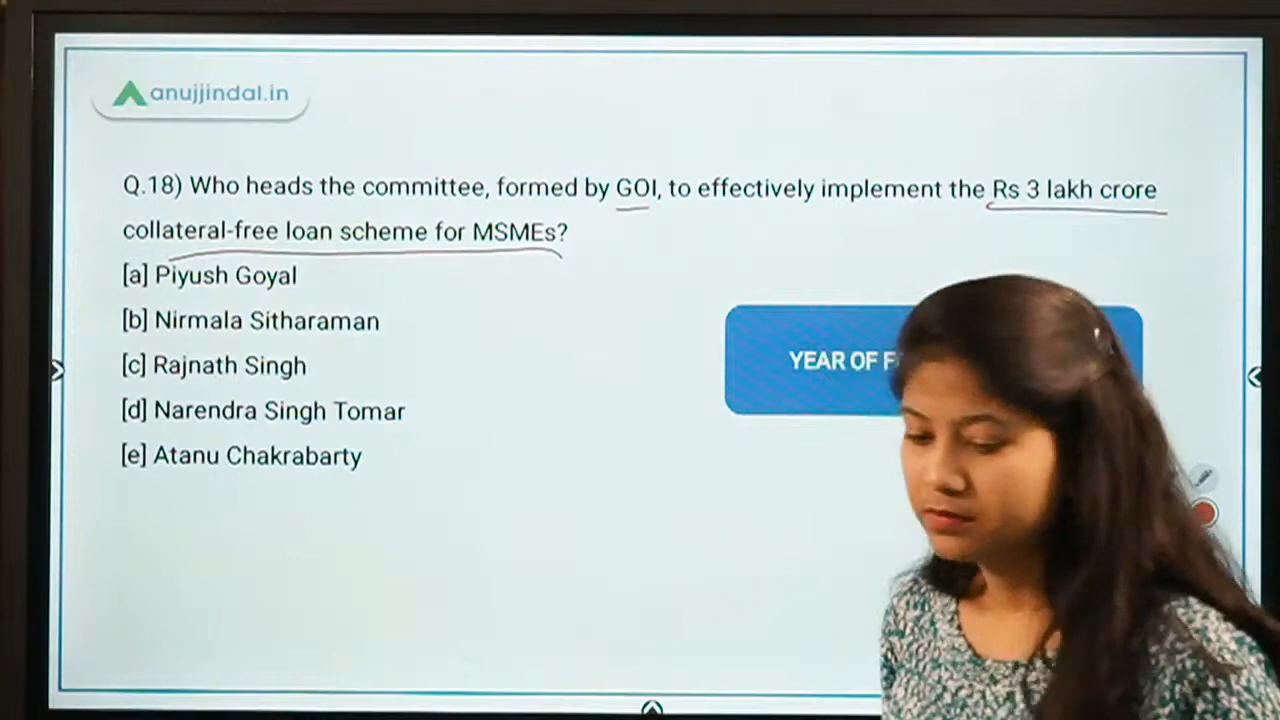 anujjindal.in
Q.18) Who heads the committee, formed by GOI, to effectively implement the Rs 3 lakh crore
collateral-free loan scheme for MSMEs?
[a] Piyush Goyal
[b] Nirmala Sitharaman
[c] Rajnath Singh
YEAR OF
[d] Narendra Singh Tomar
[e] Atanu Chakrabarty